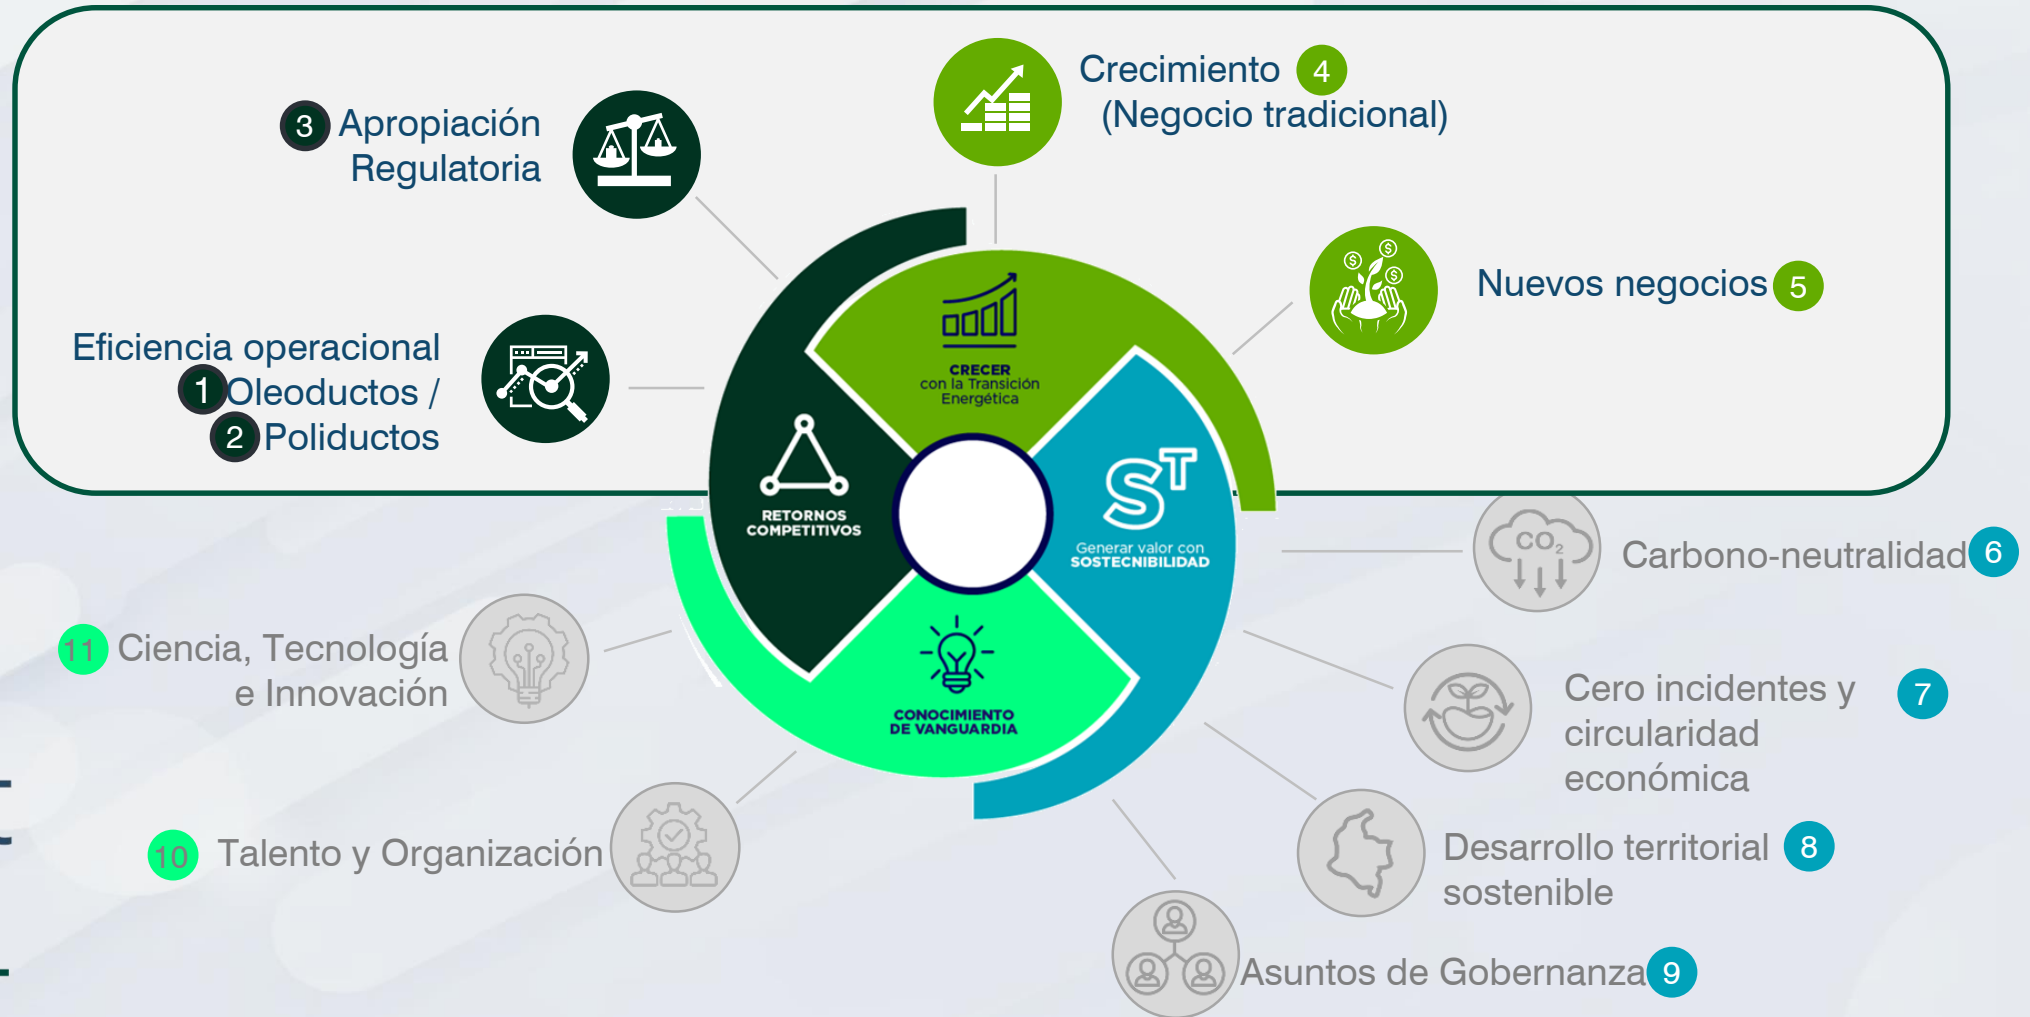 3 Apropiación
Regulatoria
Crecimiento 4
(Negocio tradicional)
Nuevos negocios 5
Eficiencia operacional
1 Oleoductos /
2 Poliductos
CRECER
con la Transición
Energética
RETORNOS
COMPETITIVOS
ST
Generar valor con
SOSTECNIBILIDAD
CONOCIMIENTO
DE VANGUARDIA
CO₂
Carbono-neutralidad 6
Cero incidentes y 7
circularidad
económica
Desarrollo territorial 8
sostenible
Asuntos de Gobernanza 9
10 Talento y Organización
11 Ciencia, Tecnología
e Innovación